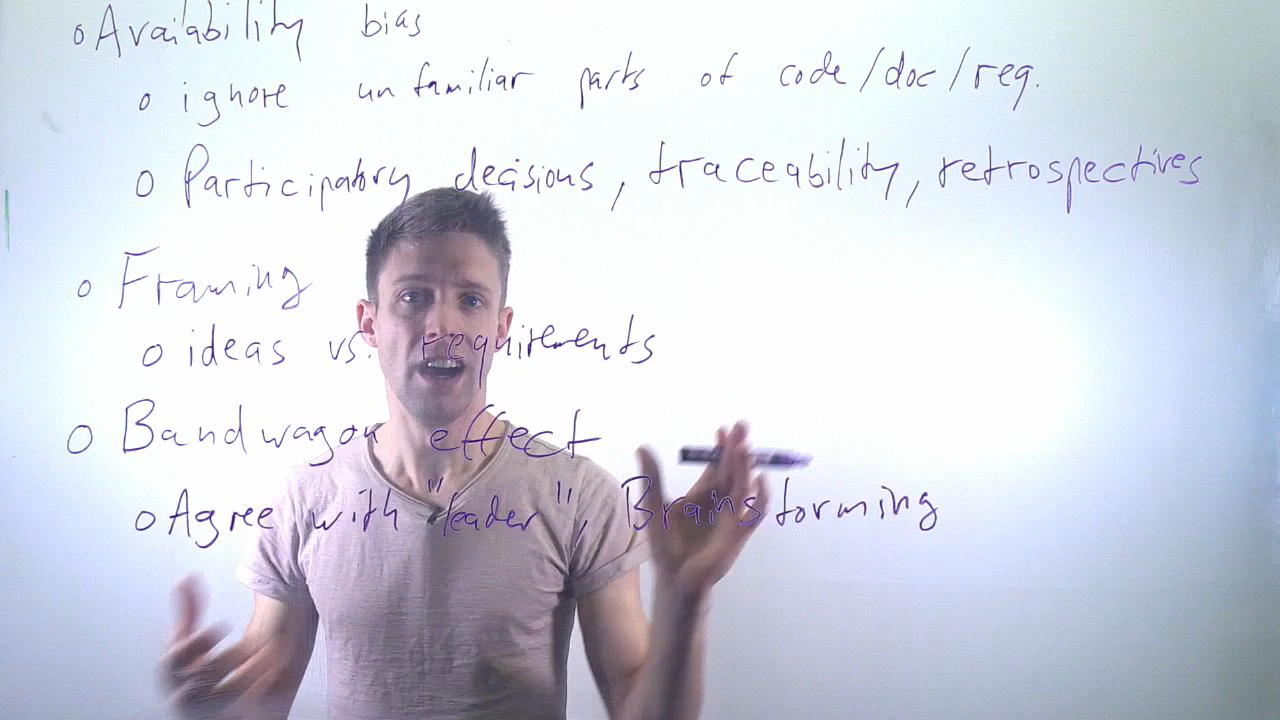 o Availability bias
o ignore unfamiliar parts of code/doc/req.
o Participatory decisions, traceability, retrospectives
o Framing
o ideas vs. requirements
o Bandwagon effect
o Agree with "leader", Brainstorming